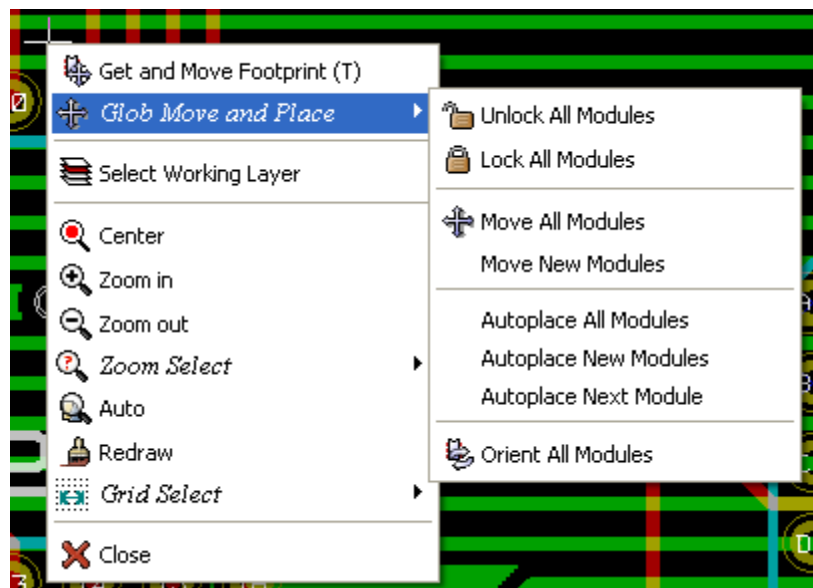 Get and Move Footprint (T)
Glob Move and Place
Select Working Layer
Center
Zoom in
Zoom out
Zoom Select
Auto
Redraw
Grid Select
Close
Unlock All Modules
Lock All Modules
Move All Modules
Move New Modules
Autoplace All Modules
Autoplace New Modules
Autoplace Next Module
Orient All Modules